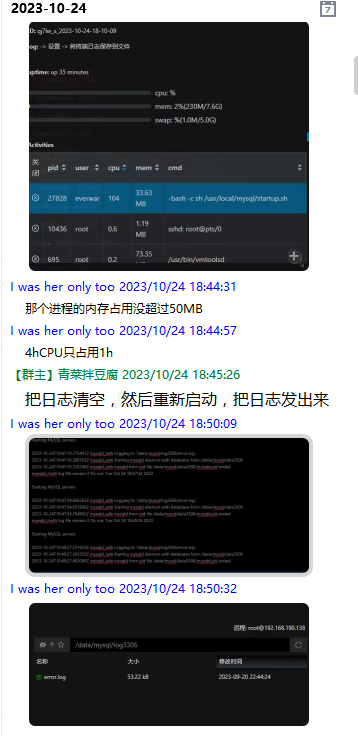 2023-10-24
7
ID: qj7lw_x_2023-10-24-18-10-09
log: -> 设置 -> 将终端日志保存到文件
uptime: up 35 minutes
cpu: %
mem: 2%(230M/7.6G)
swap: %(1.0M/5.0G)
Activities
关闭 pid user cpu mem cmd
27828 everwar 104 33.63 MB -bash -c sh /usr/local/mysql/startup.sh
10436 root 0.6 1.19 MB sshd: root@pts/0
695 root 0.2 73.35 /usr/bin/vmtoolsd
I was her only too 2023/10/24 18:44:31
那个进程的内存占用没超过50MB
I was her only too 2023/10/24 18:44:57
4hCPU只占用1h
【群主】青菜拌豆腐 2023/10/24 18:45:26
把日志清空，然后重新启动，把日志发出来
I was her only too 2023/10/24 18:50:09
Starting MySQL servers
Starting MySQL servers
Starting MySQL servers
I was her only too 2023/10/24 18:50:32
远程: root@192.168.190.138
/data/mysql/log3306
名称 大小 修改时间
error.log 53.22 kB 2023-09-20 22:44:24